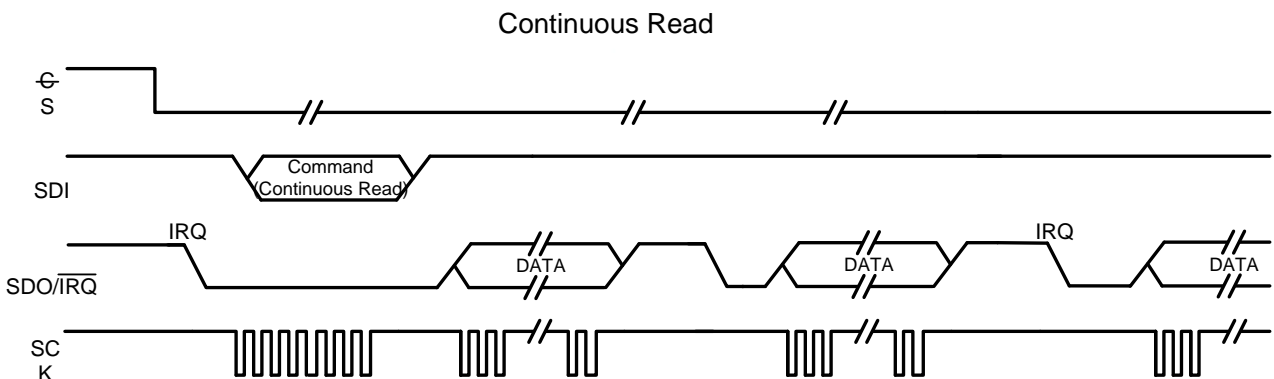 Continuous Read
C
S
Command
(Continuous Read)
SDI
IRQ
IRQ
DATA
DATA
DATA
SDO/IRQ
SC
K